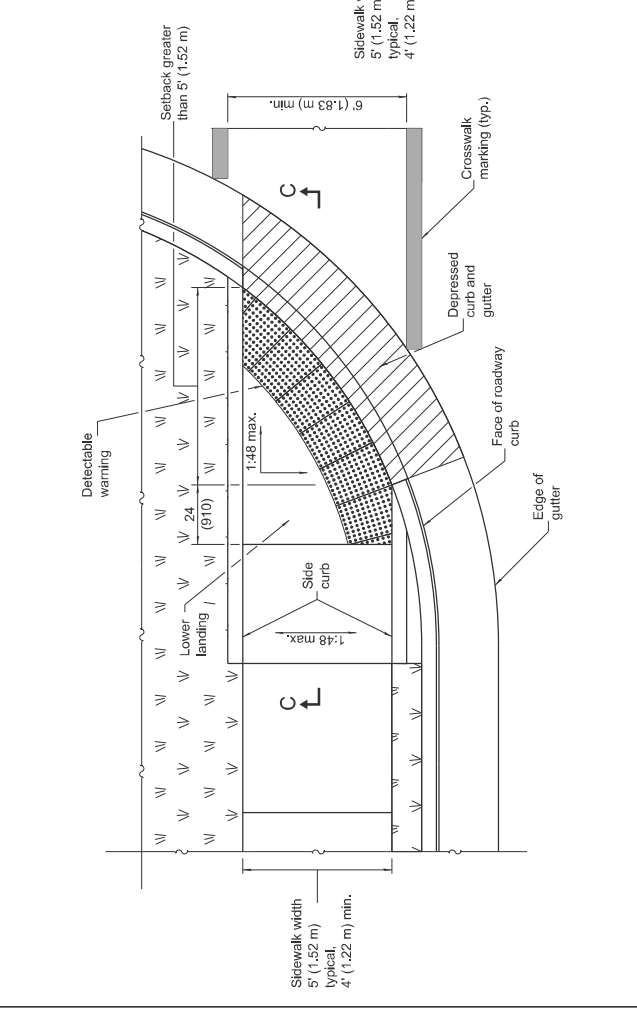 Setback greater
than 5' (1.52 m)
Sidewalk w
5' (1.52 m
typical,
4' (1.22 m
6' (1.83 m) min.
Detectable
warning
C
Crosswalk
marking (typ.)
1:48 max.
24
(910)
Depressed
curb and
gutter
Face of roadway
curb
Lower
landing
Side
curb
1:48 max.
Edge of
gutter
C
Sidewalk width
5' (1.52 m)
typical,
4' (1.22 m) min.